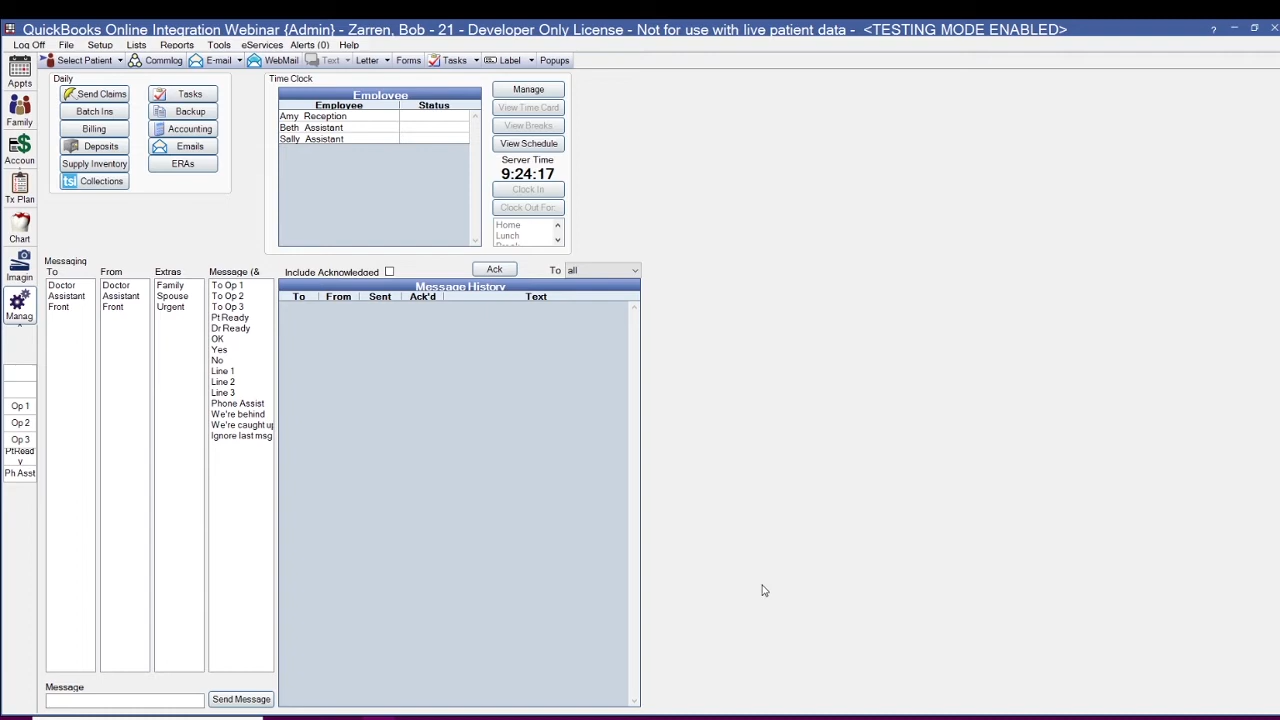 QuickBooks Online Integration Webinar {Admin} - Zarren, Bob - 21 - Developer Only License - Not for use with live patient data - <TESTING MODE ENABLED>
Log Off File Setup Lists Reports Tools eServices Alerts (0) Help
Select Patient Commlog E-mail WebMail Text Letter Forms Tasks Label Popups
Appts
Family
Accoun
Tx Plan
Chart
Imagin
Manag
Op 1
Op 2
Op 3
PtRead
y
Ph Asst
Daily
Send Claims Tasks
Batch Ins Backup
Billing Accounting
Deposits Emails
Supply Inventory ERAs
tsi Collections
Time Clock
Employee
Employee Status
Amy Reception
Beth Assistant
Sally Assistant
Manage
View Time Card
View Breaks
View Schedule
Server Time
9:24:17
Clock In
Clock Out For:
Home
Lunch
Break
Messaging
To From Extras Message (&
Doctor Doctor Family To Op 1
Assistant Assistant Spouse To Op 2
Front Front Urgent To Op 3
Pt Ready
Dr Ready
OK
Yes
No
Line 1
Line 2
Line 3
Phone Assist
We're behind
We're caught up
Ignore last msg
Include Acknowledged Ack To all
Message History
To From Sent Ack'd Text
Message
Send Message